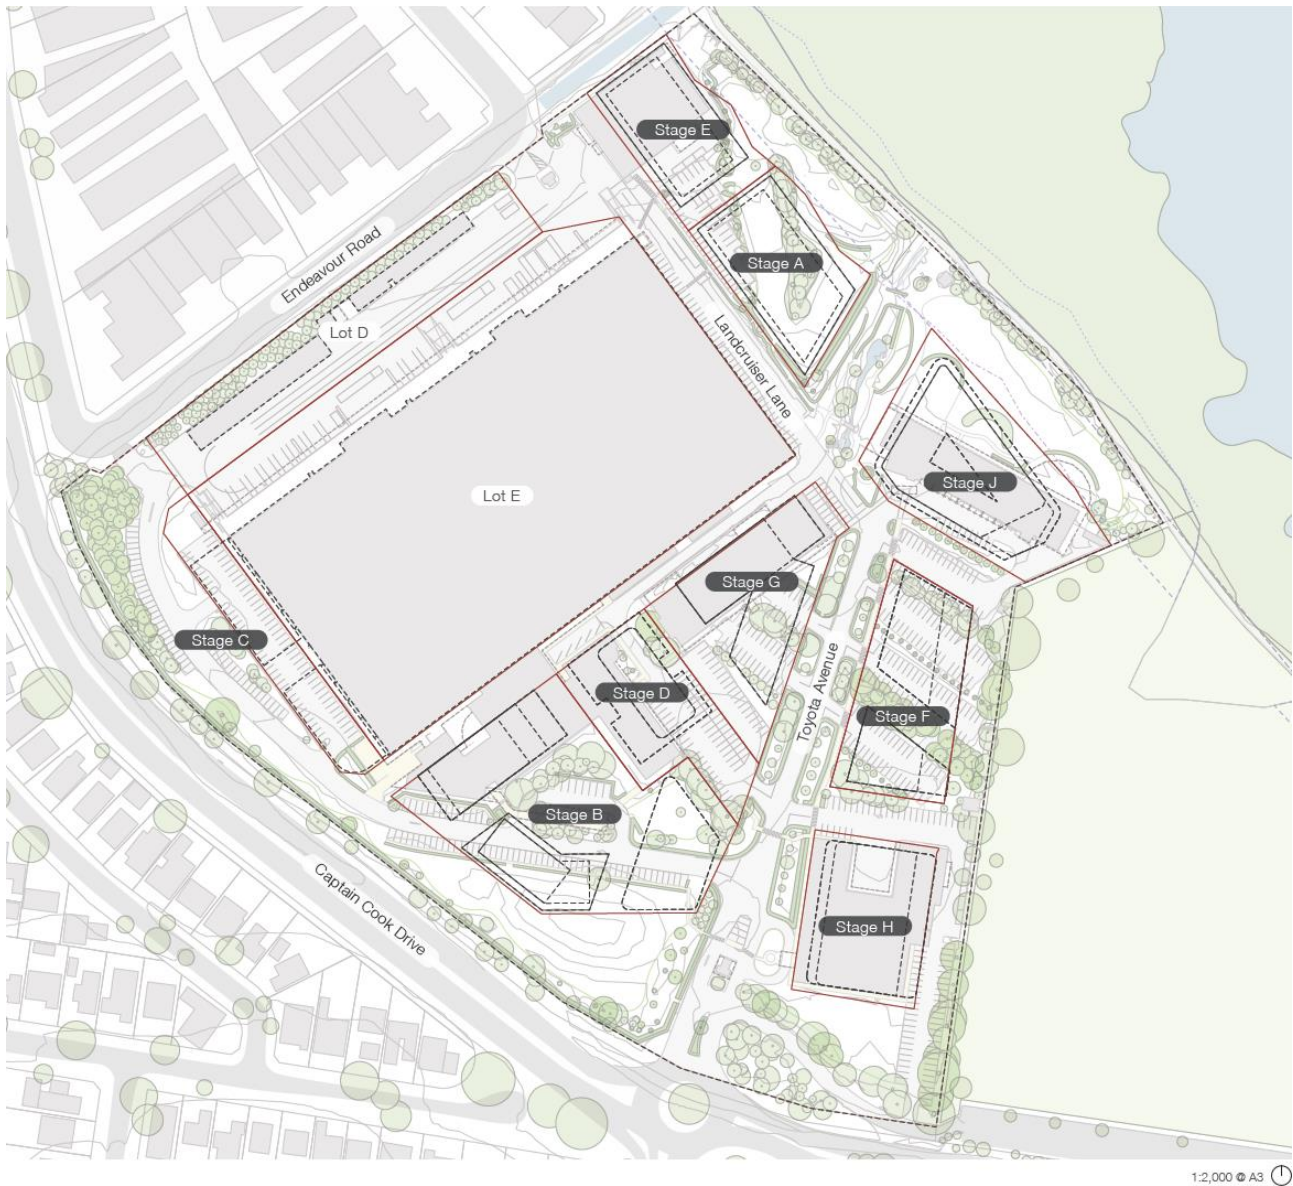 Stage E
Endeavour Road
Stage A
Lot D
Landcruiser Lane
Lot E
Stage J
Stage G
Stage C
Stage D
Toyota Avenue
Stage F
Stage B
Captain Cook Drive
Stage H
1:2,000 @ A3